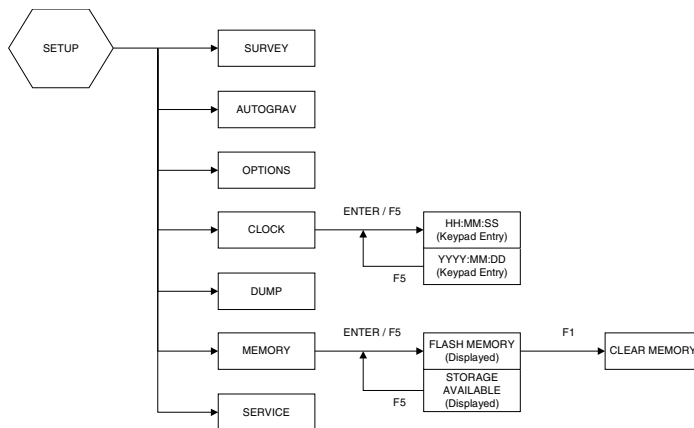 SETUP
SURVEY
AUTOGRAV
OPTIONS
CLOCK
ENTER / F5
HH:MM:SS
(Keypad Entry)
YYYY:MM:DD
(Keypad Entry)
F5
DUMP
MEMORY
ENTER / F5
FLASH MEMORY
(Displayed)
F1
CLEAR MEMORY
STORAGE
AVAILABLE
(Displayed)
F5
SERVICE